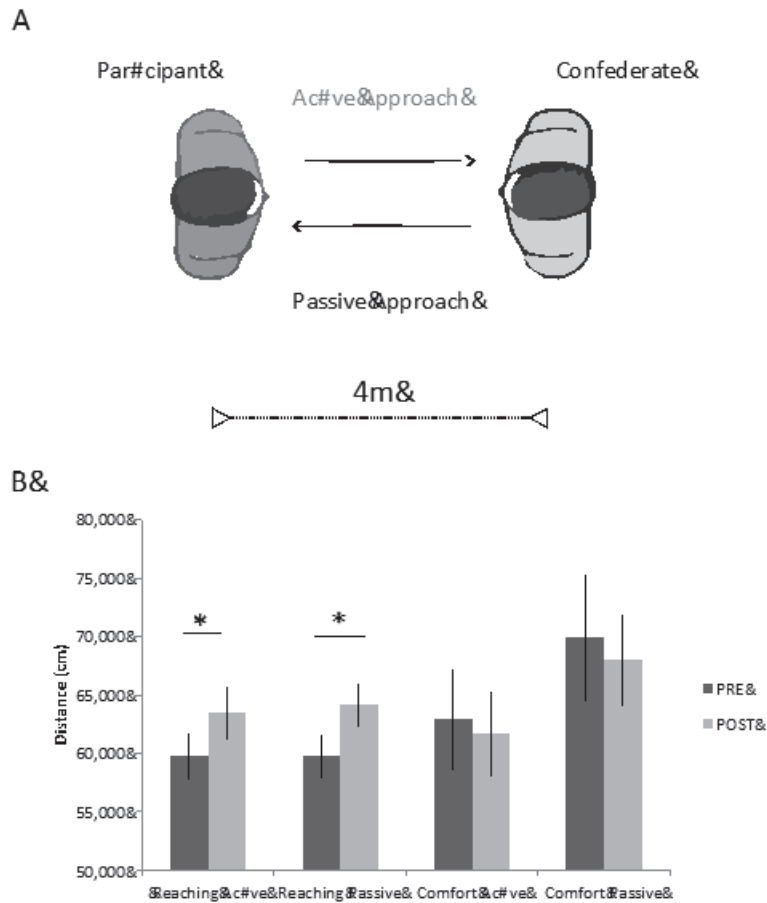 A
Par#cipant&
Confederate&
Ac#ve&Approach&
Passive&Approach&
4m&
B&
80,000&
75,000&
70,000&
65,000&
60,000&
55,000&
50,000&
Distance (cm)
*
*
PRE&
POST&
&Reaching&Ac#ve& Reaching&Passive& Comfort&Ac#ve& Comfort&Passive&